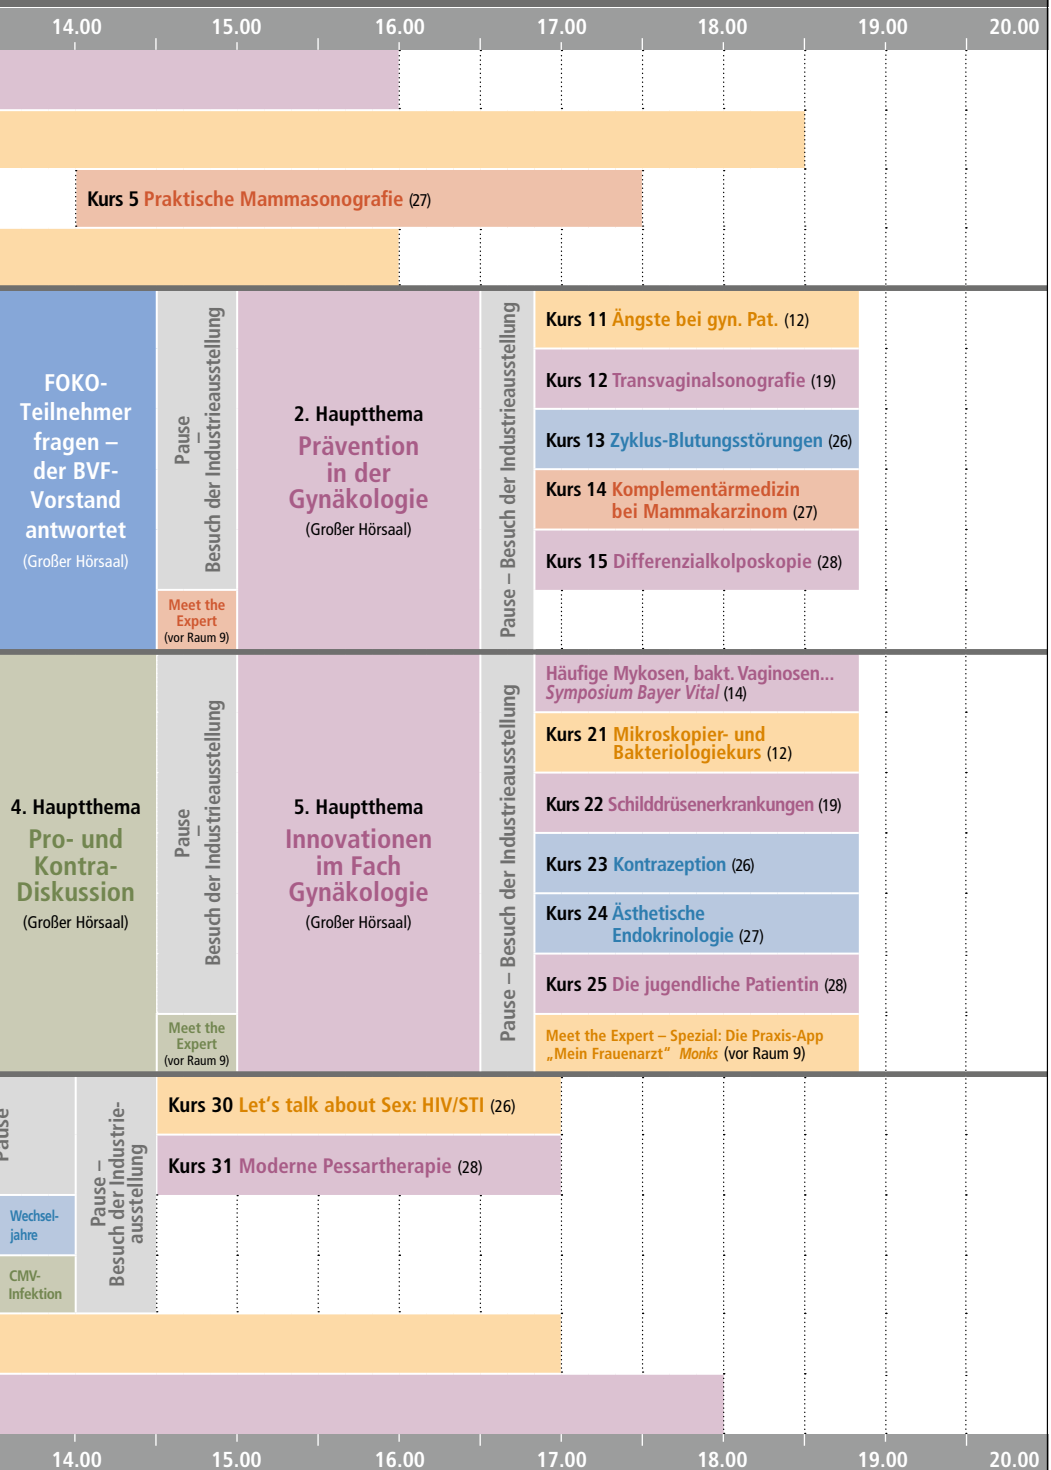 14.00 15.00 16.00 17.00 18.00 19.00 20.00
Kurs 5 Praktische Mammasonografie (27)
FOKO-
Teilnehmer
fragen –
der BVF-
Vorstand
antwortet
(Großer Hörsaal)
Pause
–
Besuch der Industrieausstellung
Meet the
Expert
(vor Raum 9)
2. Hauptthema
Prävention
in der
Gynäkologie
(Großer Hörsaal)
Pause – Besuch der Industrieausstellung
Kurs 11 Ängste bei gyn. Pat. (12)
Kurs 12 Transvaginalsonografie (19)
Kurs 13 Zyklus-Blutungsstörungen (26)
Kurs 14 Komplementärmedizin
bei Mammakarzinom (27)
Kurs 15 Differenzialkolposkopie (28)
4. Hauptthema
Pro- und
Kontra-
Diskussion
(Großer Hörsaal)
Pause
–
Besuch der Industrieausstellung
Meet the
Expert
(vor Raum 9)
5. Hauptthema
Innovationen
im Fach
Gynäkologie
(Großer Hörsaal)
Pause – Besuch der Industrieausstellung
Häufige Mykosen, bakt. Vaginosen...
Symposium Bayer Vital (14)
Kurs 21 Mikroskopier- und
Bakteriologiekurs (12)
Kurs 22 Schilddrüsenerkrankungen (19)
Kurs 23 Kontrazeption (26)
Kurs 24 Ästhetische
Endokrinologie (27)
Kurs 25 Die jugendliche Patientin (28)
Meet the Expert – Spezial: Die Praxis-App
„Mein Frauenarzt“ Monks (vor Raum 9)
Pause
Wechsel-
jahre
CMV-
Infektion
Pause –
Besuch der Industrie-
ausstellung
Kurs 30 Let‘s talk about Sex: HIV/STI (26)
Kurs 31 Moderne Pessartherapie (28)
14.00 15.00 16.00 17.00 18.00 19.00 20.00